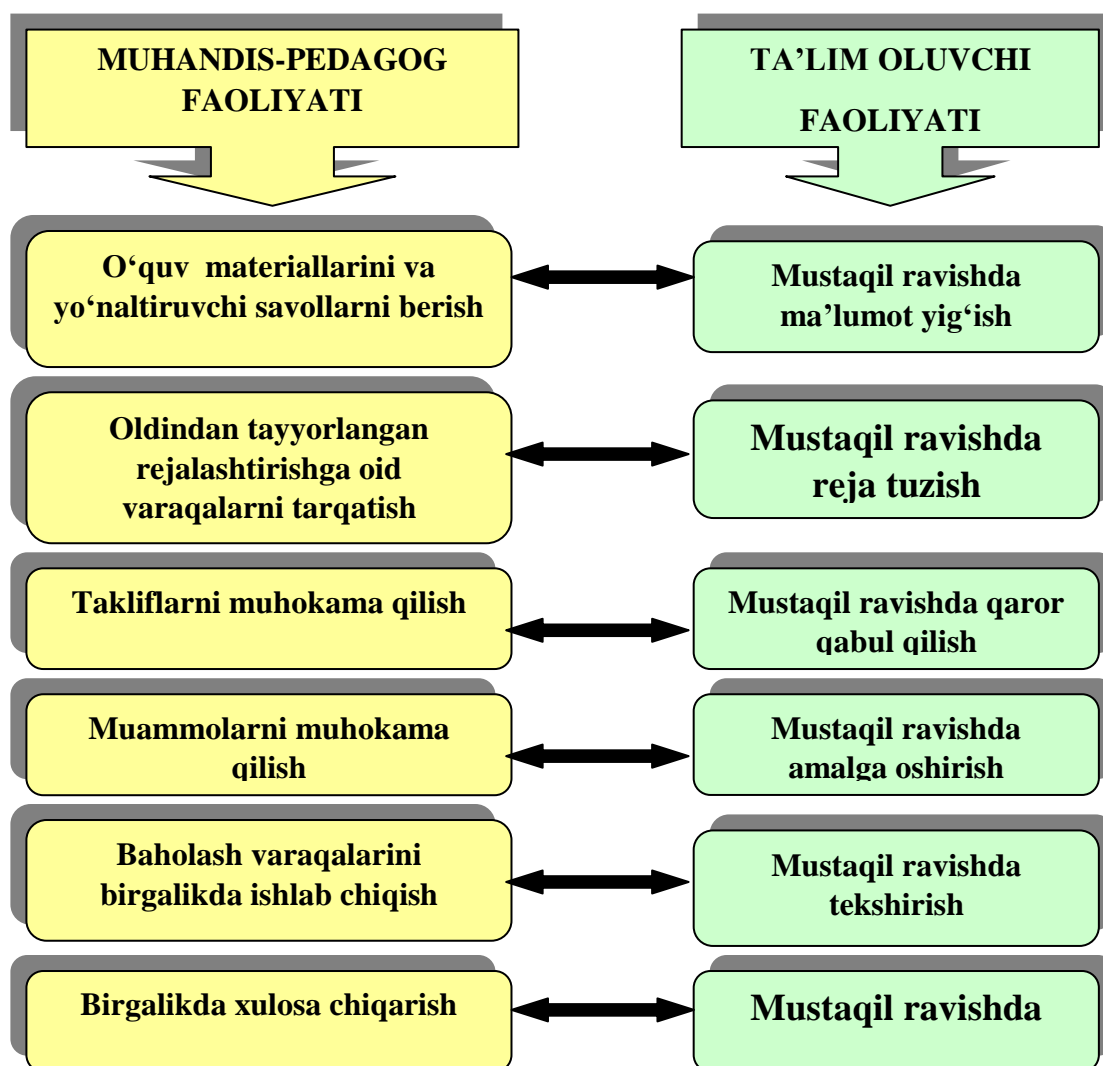 MUHANDIS-PEDAGOG
FAOLIYATI
TA’LIM OLUVCHI
FAOLIYATI
O‘quv materiallarini va
yo‘naltiruvchi savollarni berish
Mustaqil ravishda
ma’lumot yig‘ish
Oldindan tayyorlangan
rejalashtirishga oid
varaqalarni tarqatish
Mustaqil ravishda
reja tuzish
Takliflarni muhokama qilish
Mustaqil ravishda qaror
qabul qilish
Muammolarni muhokama
qilish
Mustaqil ravishda
amalga oshirish
Baholash varaqalarini
birgalikda ishlab chiqish
Mustaqil ravishda
tekshirish
Birgalikda xulosa chiqarish
Mustaqil ravishda